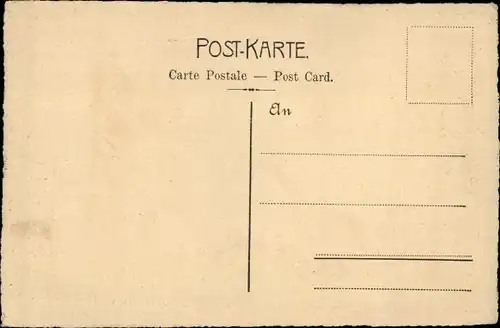 POST-KARTE.
Carte Postale — Post Card.
An